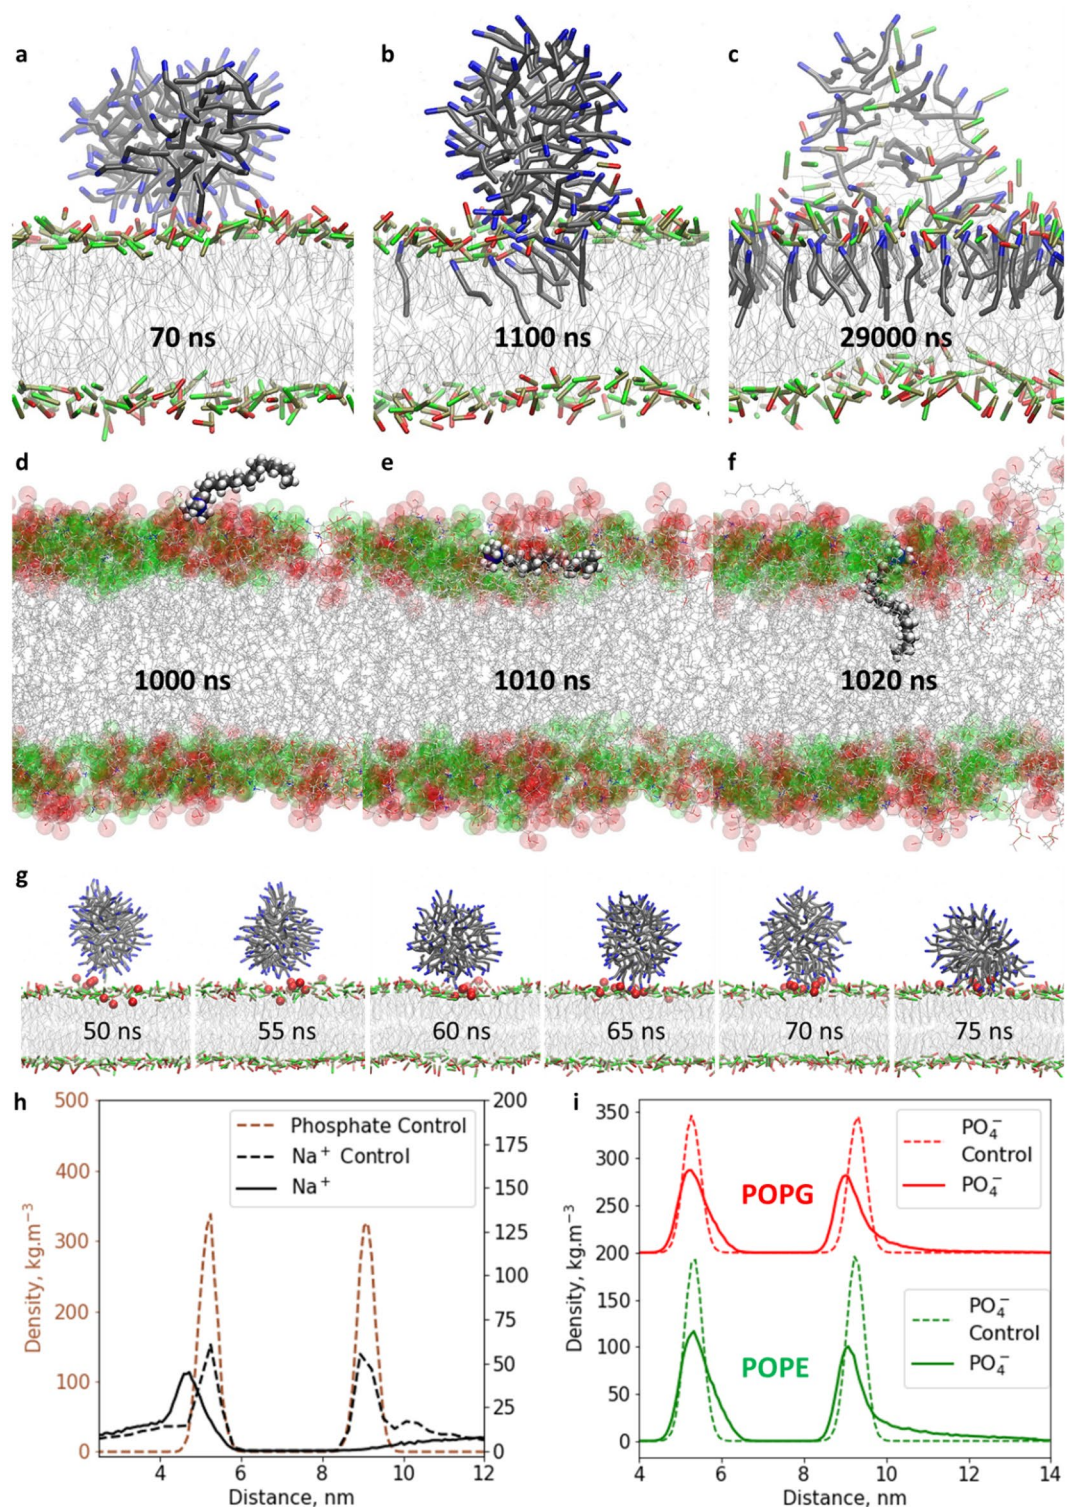 a
b
c
70 ns
1100 ns
29000 ns
d
e
f
1000 ns
1010 ns
1020 ns
g
50 ns
55 ns
60 ns
65 ns
70 ns
75 ns
h
500
400
300
200
100
0
Density, kg.m⁻³
Phosphate Control
Na⁺ Control
Na⁺
200
175
150
125
100
75
50
25
0
4
6
8
10
12
Distance, nm
i
350
300
250
200
150
100
50
0
Density, kg.m⁻³
PO₄⁻
Control
PO₄⁻
POPG
PO₄⁻
Control
PO₄⁻
POPE
4
6
8
10
12
14
Distance, nm